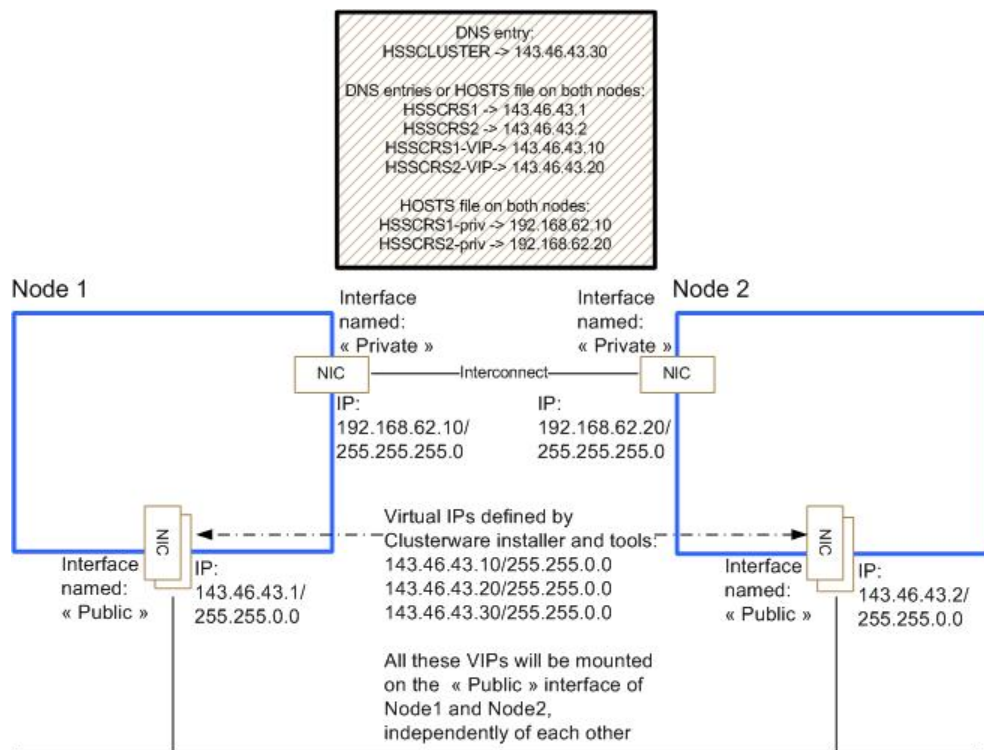 DNS entry:
HSSCLUSTER -> 143.46.43.30
DNS entries or HOSTS file on both nodes:
HSSCRS1 -> 143.46.43.1
HSSCRS2 -> 143.46.43.2
HSSCRS1-VIP-> 143.46.43.10
HSSCRS2-VIP-> 143.46.43.20
HOSTS file on both nodes:
HSSCRS1-priv -> 192.168.62.10
HSSCRS2-priv -> 192.168.62.20
Node 1
Interface
named:
« Private »
Interface
named:
« Private »
Node 2
NIC
Interconnect
NIC
IP:
192.168.62.10/
255.255.255.0
IP:
192.168.62.20/
255.255.255.0
NIC
Virtual IPs defined by
Clusterware installer and tools:
143.46.43.10/255.255.0.0
143.46.43.20/255.255.0.0
143.46.43.30/255.255.0.0
NIC
Interface
named:
« Public »
IP:
143.46.43.1/
255.255.0.0
Interface
named:
« Public »
IP:
143.46.43.2/
255.255.0.0
All these VIPs will be mounted
on the « Public » interface of
Node1 and Node2,
independently of each other